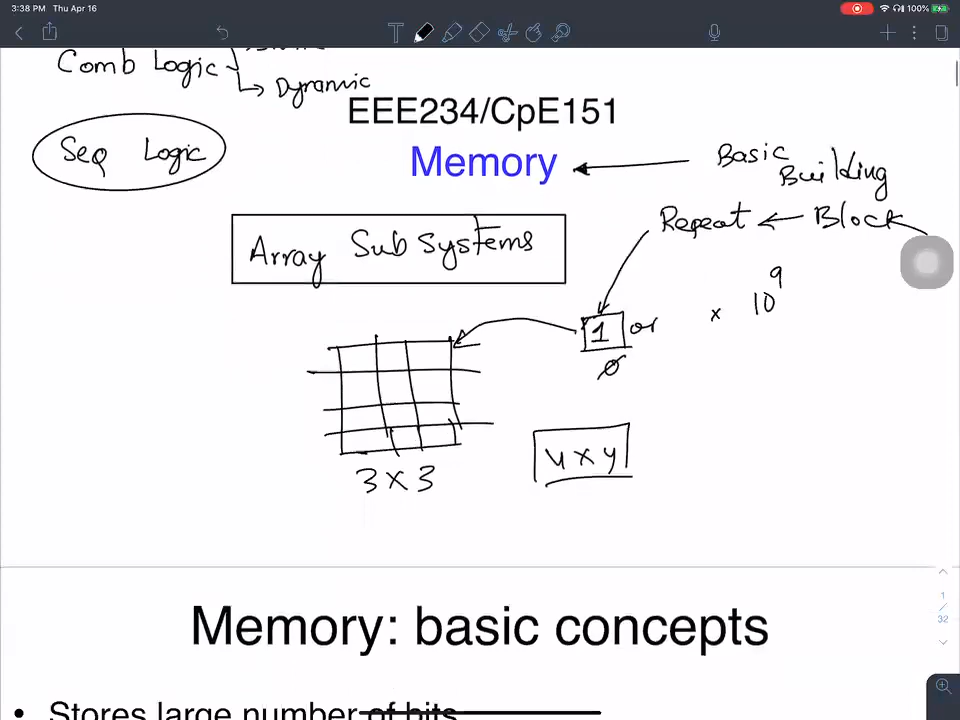 3:38 PM Thu Apr 16
100%
Comb Logic
Dynamic
EEE234/CpE151
Seq Logic
Memory
Basic
Building
Repeat ← Block
Array Sub systems
1 or
x 10^9
0
3 x 3
4 x 4
1
/
32
Memory: basic concepts
• Stores large number of bits